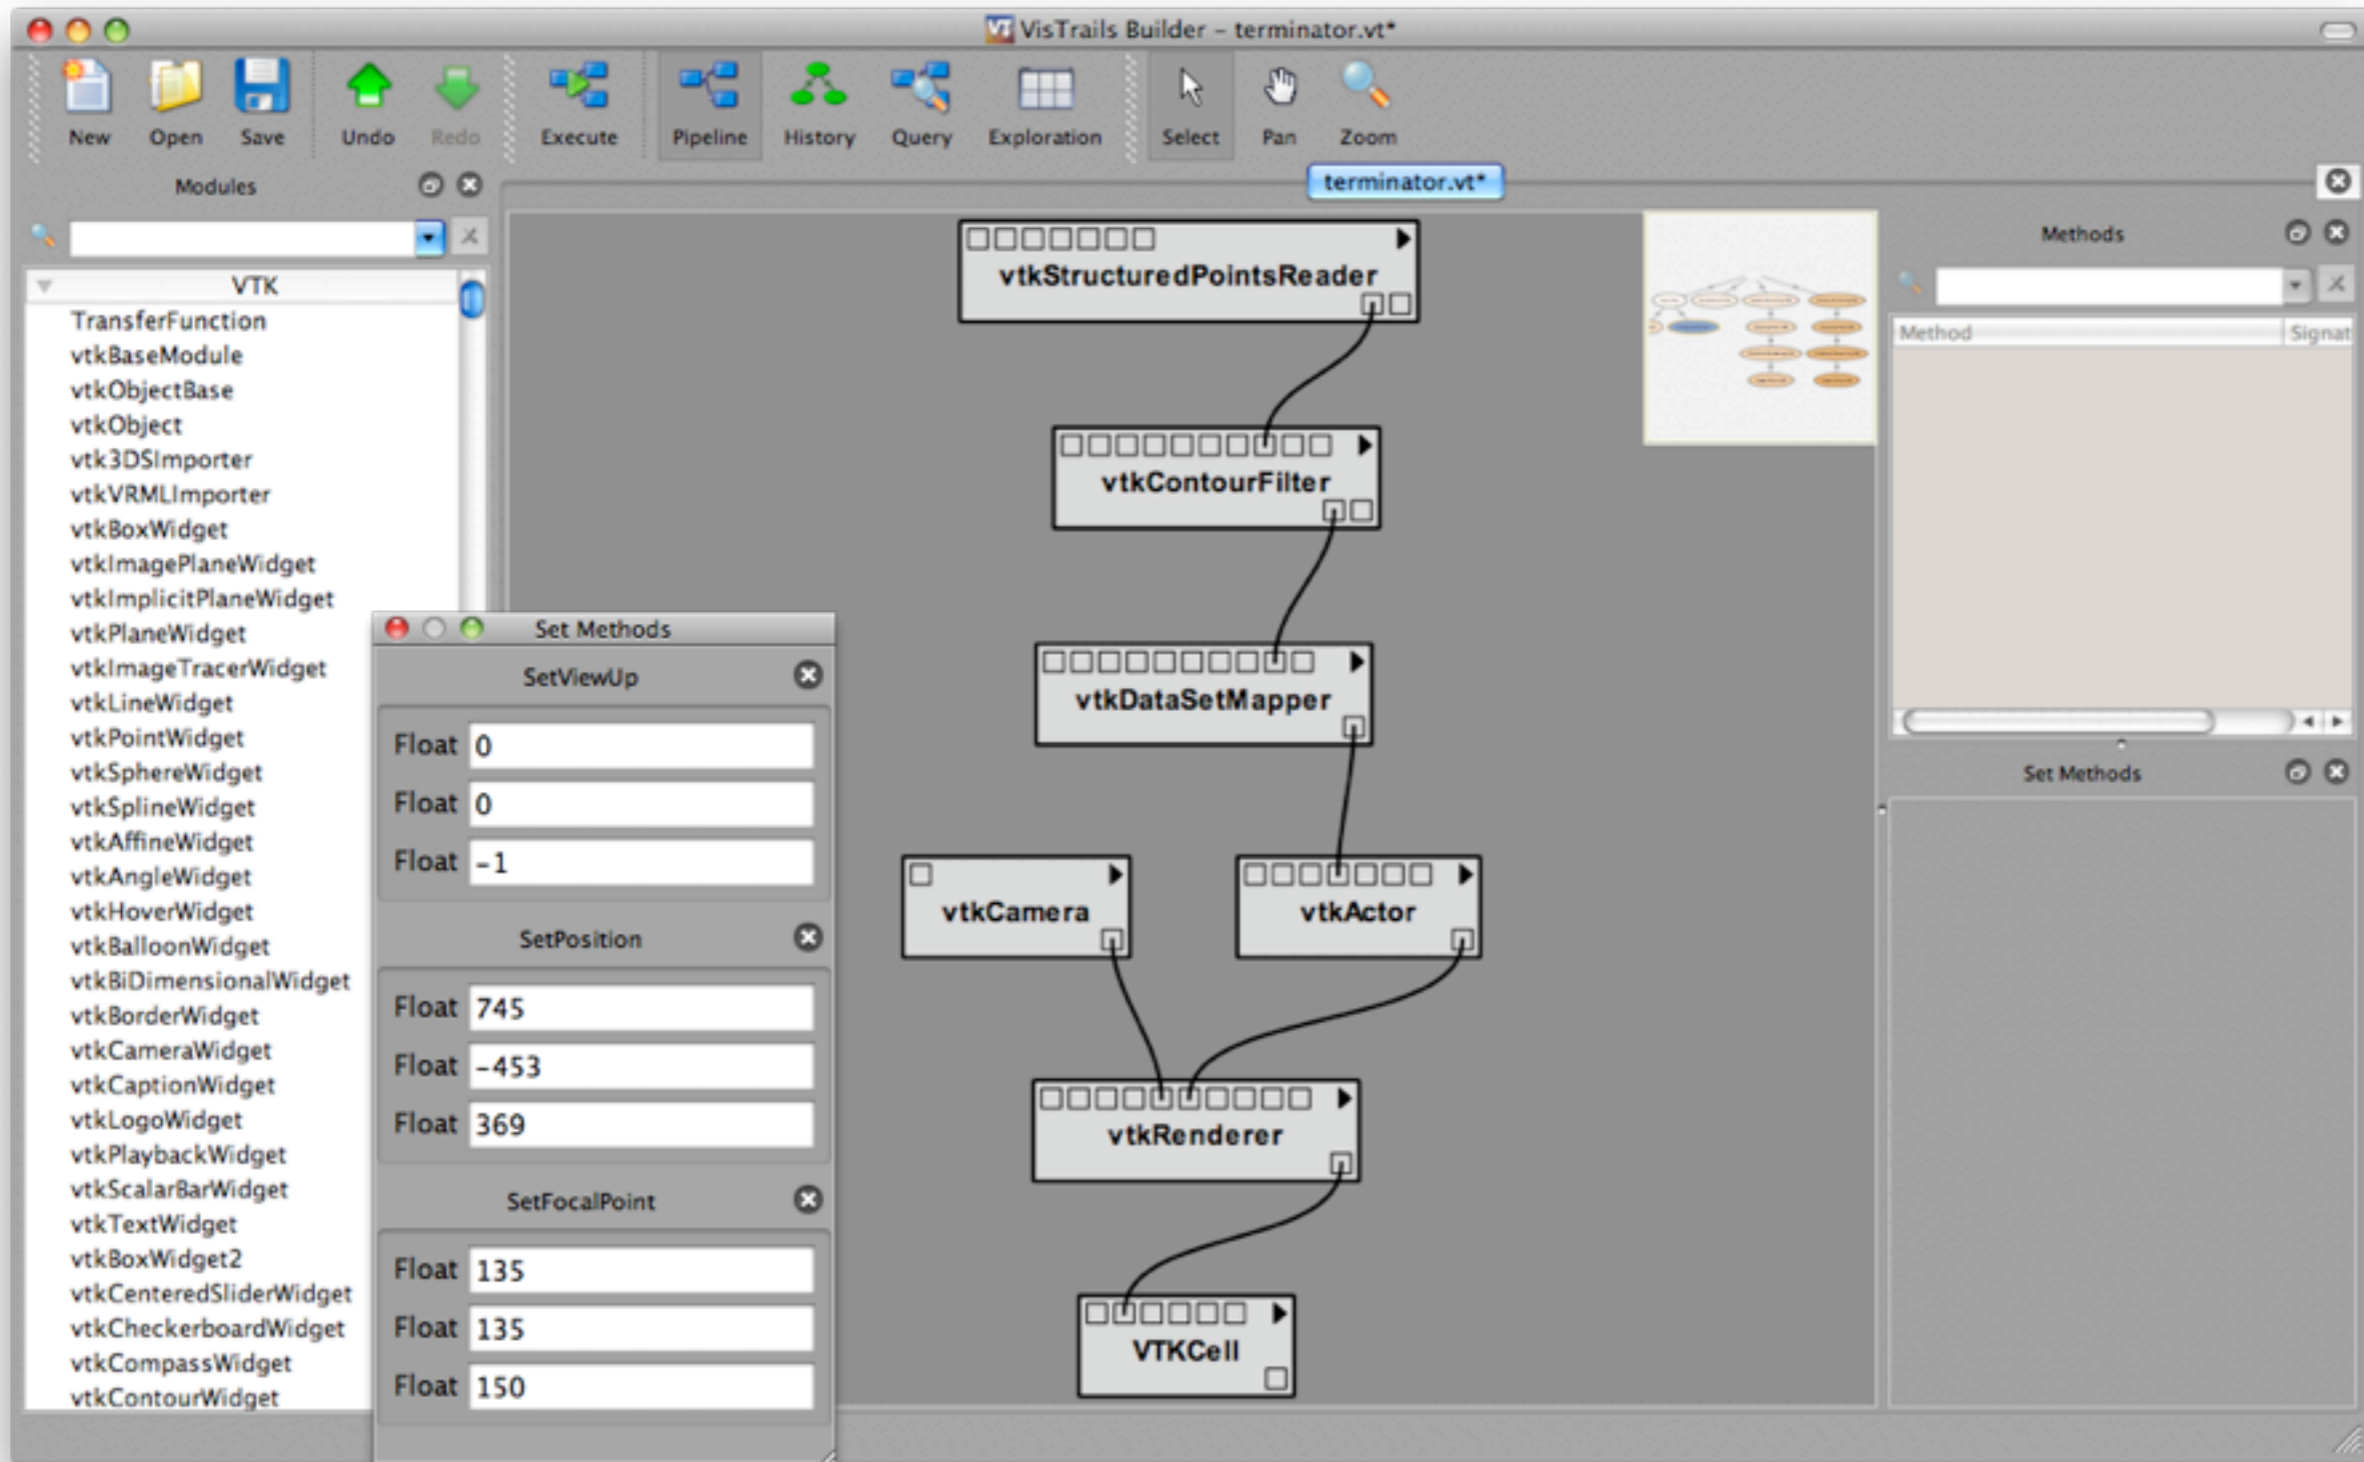 VisTrails Builder – terminator.vt*
New Open Save Undo Redo Execute Pipeline History Query Exploration Select Pan Zoom
Modules
VTK
TransferFunction
vtkBaseModule
vtkObjectBase
vtkObject
vtk3DSImporter
vtkVRMLImporter
vtkBoxWidget
vtkImagePlaneWidget
vtkImplicitPlaneWidget
vtkPlaneWidget
vtkImageTracerWidget
vtkLineWidget
vtkPointWidget
vtkSphereWidget
vtkSplineWidget
vtkAffineWidget
vtkAngleWidget
vtkHoverWidget
vtkBalloonWidget
vtkBiDimensionalWidget
vtkBorderWidget
vtkCameraWidget
vtkCaptionWidget
vtkLogoWidget
vtkPlaybackWidget
vtkScalarBarWidget
vtkTextWidget
vtkBoxWidget2
vtkCenteredSliderWidget
vtkCheckerboardWidget
vtkCompassWidget
vtkContourWidget
Set Methods
SetViewUp
Float 0
Float 0
Float -1
SetPosition
Float 745
Float -453
Float 369
SetFocalPoint
Float 135
Float 135
Float 150
terminator.vt*
vtkStructuredPointsReader
vtkContourFilter
vtkDataSetMapper
vtkCamera
vtkActor
vtkRenderer
VTKCell
Methods
Method Signat
Set Methods